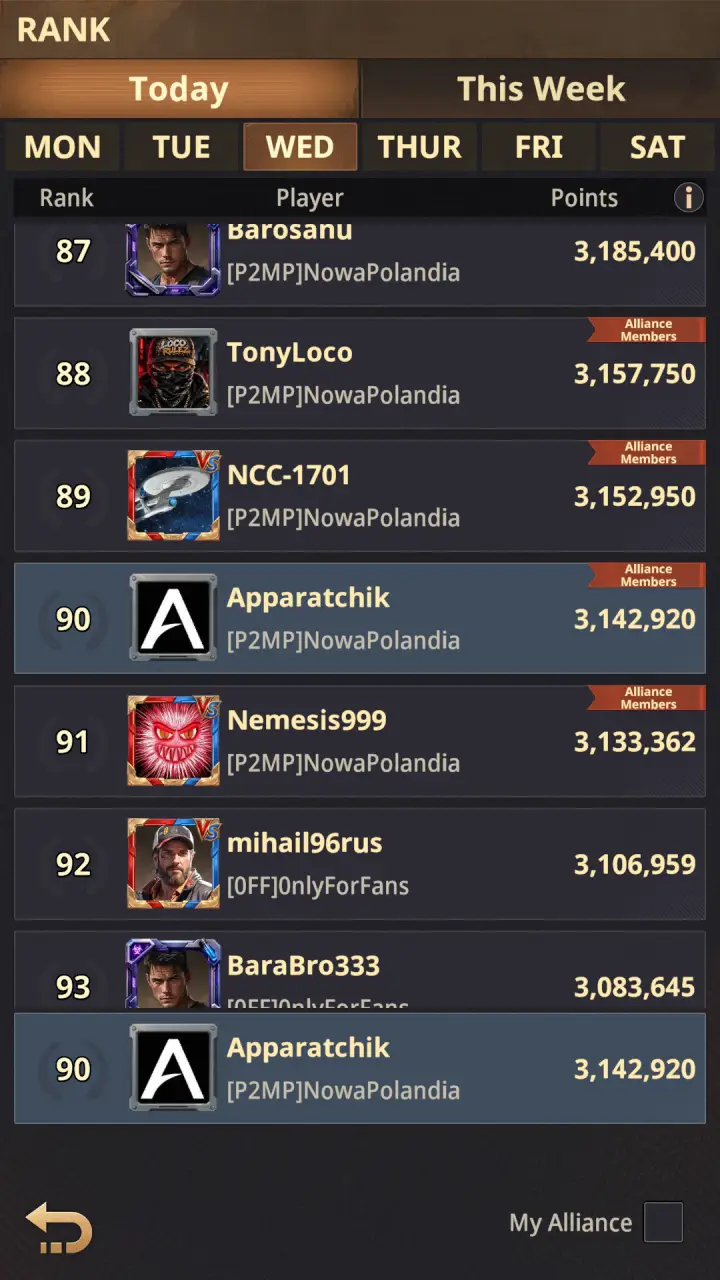 RANK
Today
This Week
MON
TUE
WED
THUR
FRI
SAT
Rank
Player
Points
i
87
Barosanu
[P2MP]NowaPolandia
3,185,400
Alliance
Members
88
TonyLoco
[P2MP]NowaPolandia
3,157,750
Alliance
Members
89
NCC-1701
[P2MP]NowaPolandia
3,152,950
Alliance
Members
90
Apparatchik
[P2MP]NowaPolandia
3,142,920
Alliance
Members
91
Nemesis999
[P2MP]NowaPolandia
3,133,362
92
mihail96rus
[0FF]0nlyForFans
3,106,959
93
BaraBro333
[0FF]0nlyForFans
3,083,645
90
Apparatchik
[P2MP]NowaPolandia
3,142,920
My Alliance